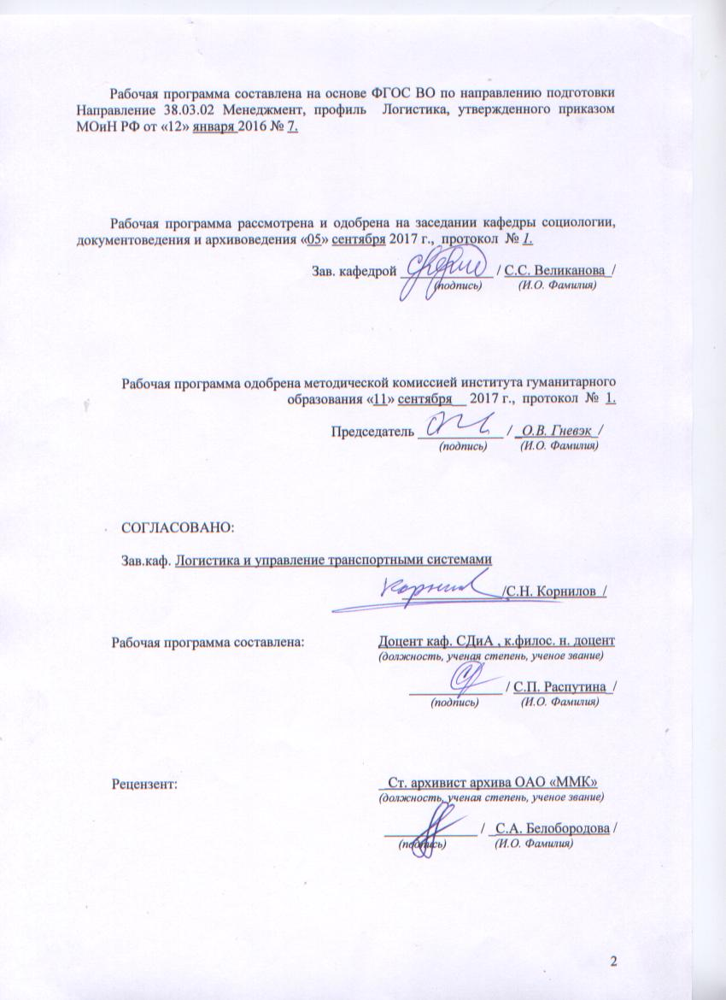 Рабочая программа составлена на основе ФГОС ВО по направлению подготовки
Направление 38.03.02 Менеджмент, профиль Логистика, утвержденного приказом
МОиН РФ от «12» января 2016 № 7.
Рабочая программа рассмотрена и одобрена на заседании кафедры социологии,
документоведения и архивоведения «05» сентября 2017 г., протокол № 1.
Зав. кафедрой ____________ / С.С. Великанова /
(подпись) (И.О. Фамилия)
Рабочая программа одобрена методической комиссией института гуманитарного
образования «11» сентября 2017 г., протокол № 1.
Председатель ____________ / О.В. Гневэк /
(подпись) (И.О. Фамилия)
СОГЛАСОВАНО:
Зав.каф. Логистика и управление транспортными системами
____________ /С.Н. Корнилов /
Рабочая программа составлена: Доцент каф. СДиА , к.филос. н. доцент
(должность, ученая степень, ученое звание)
____________ / С.П. Распутина /
(подпись) (И.О. Фамилия)
Рецензент: Ст. архивист архива ОАО «ММК»
(должность, ученая степень, ученое звание)
____________ / С.А. Белобородова /
(подпись) (И.О. Фамилия)
2